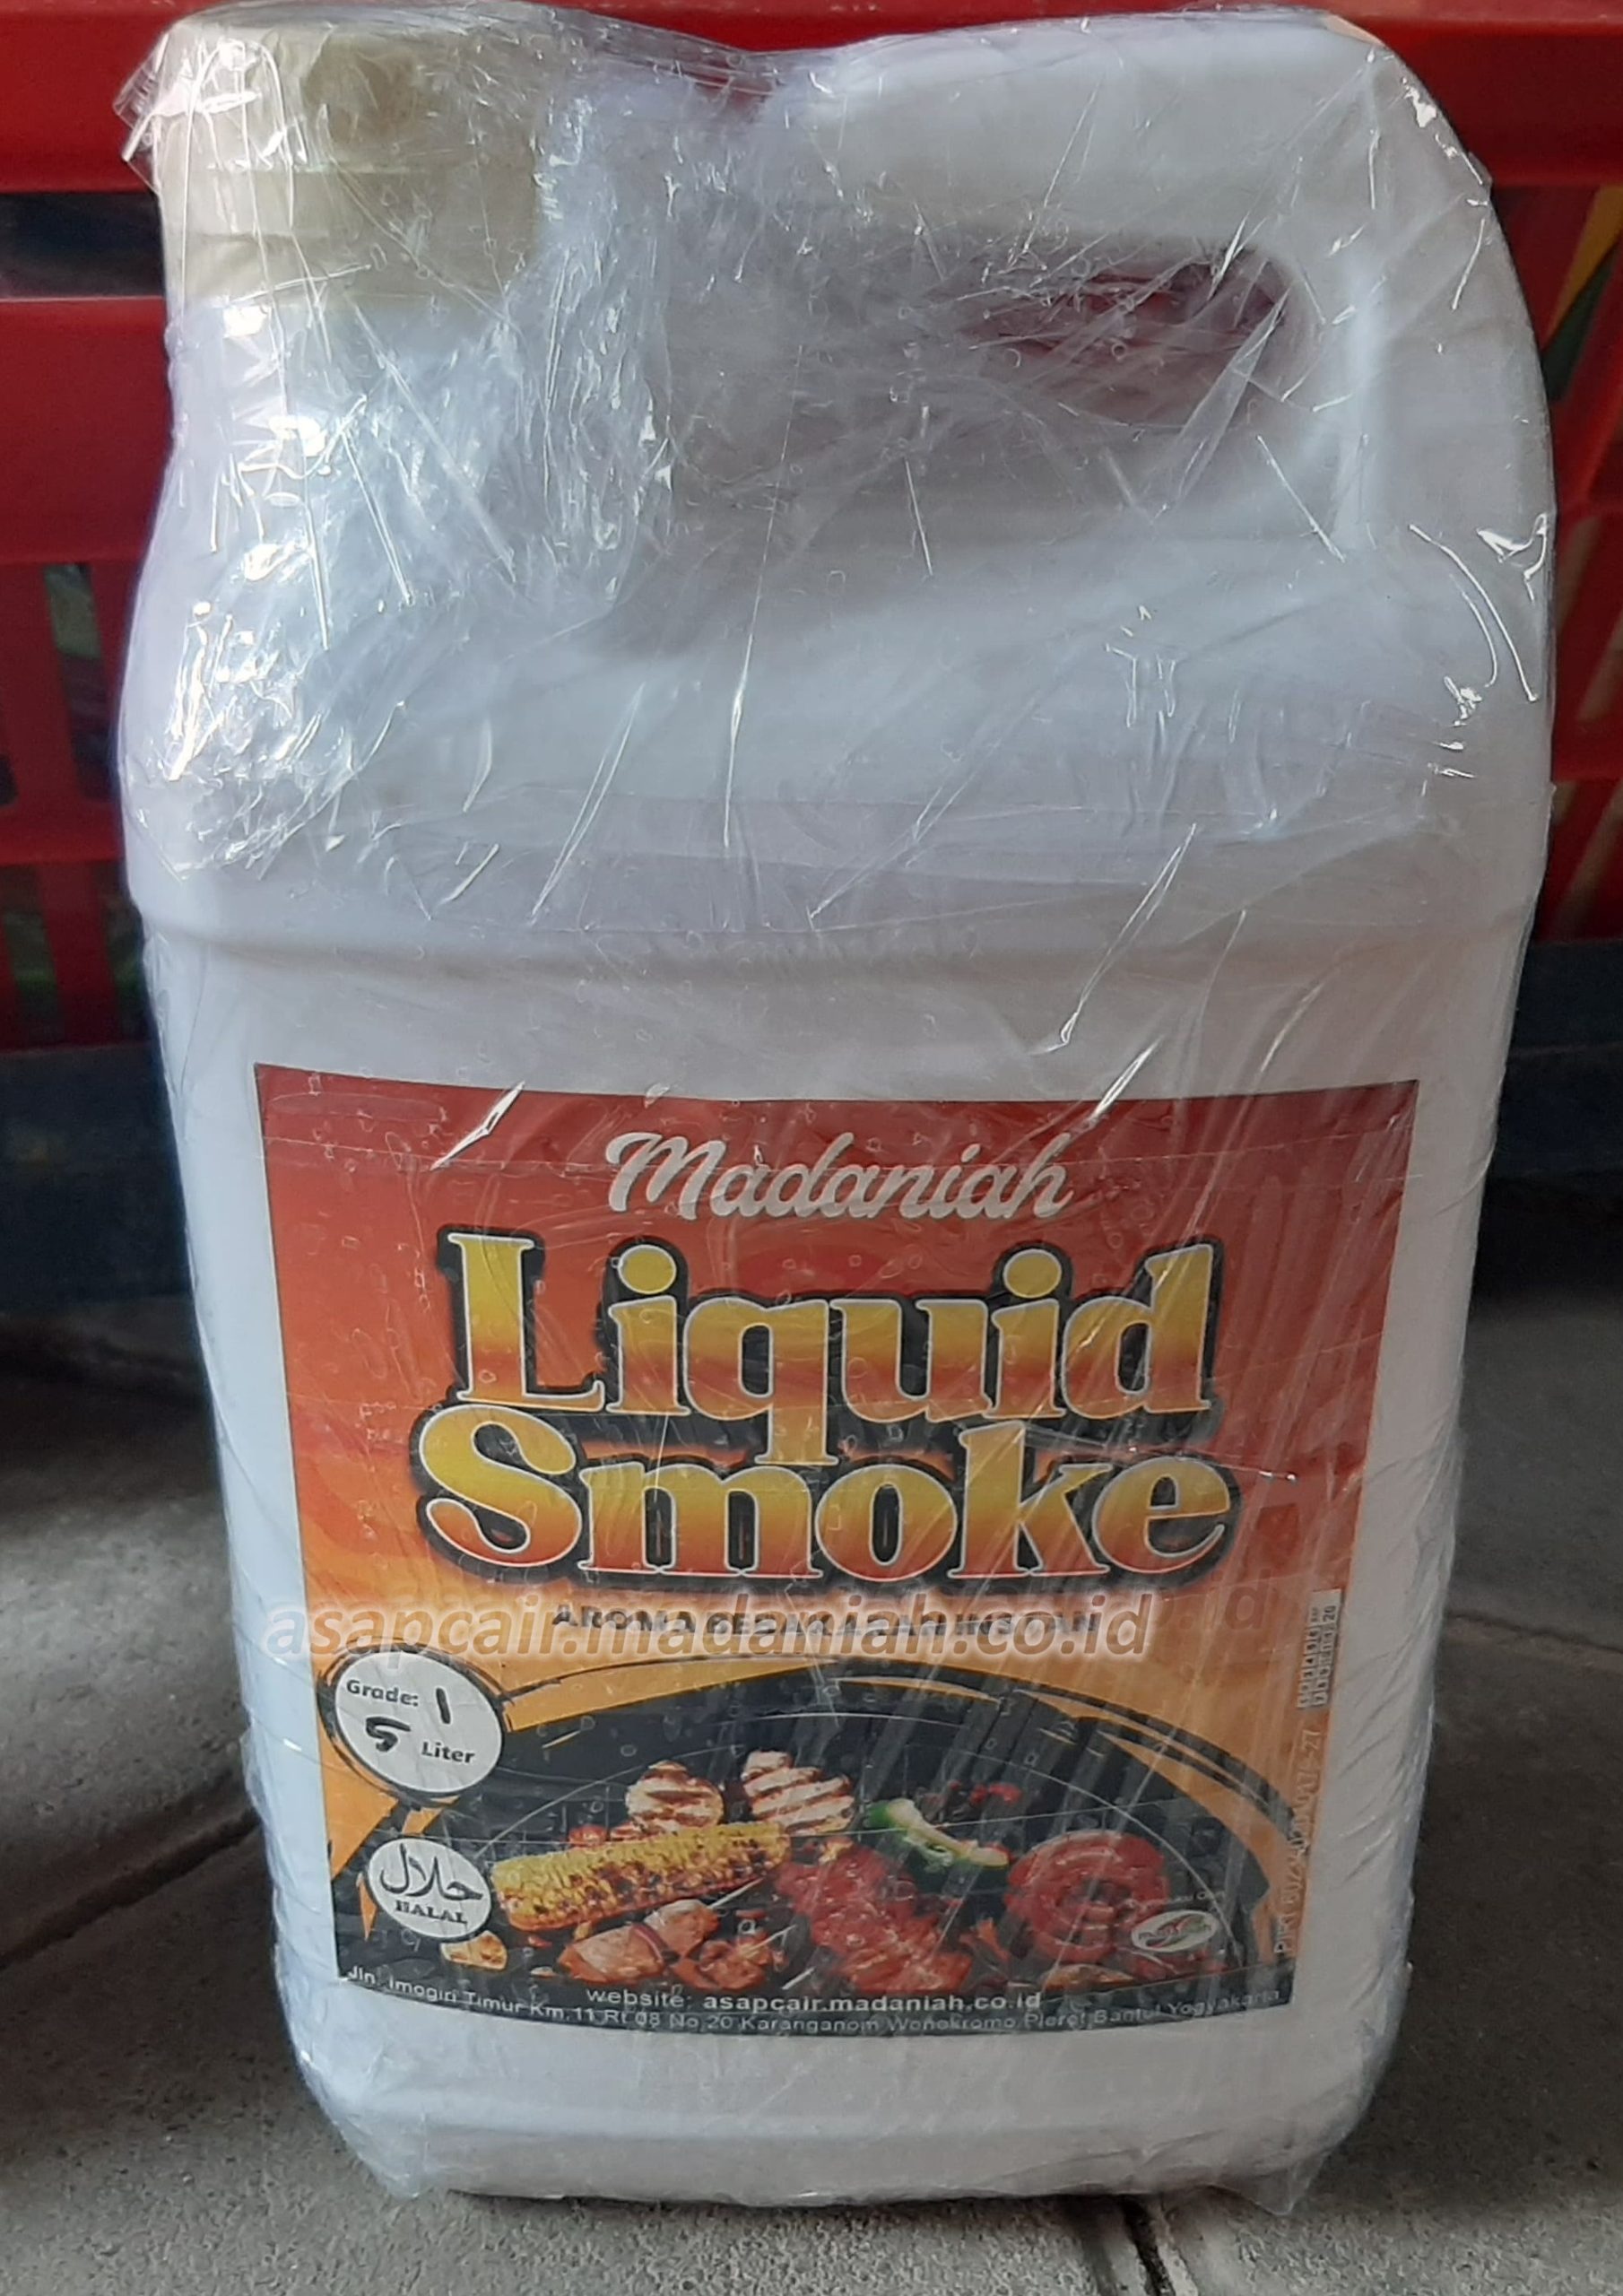 Madaniah
Liquid
Smoke
AROMA
asapcair.madaniah.co.id
Grade: 1
5 Liter
حلال
HALAL
website: asapcair.madaniah.co.id
Jln. Imogiri Timur Km.11 Rt 08 No.20 Karanganom Wonokromo Pleret Bantul Yogyakarta